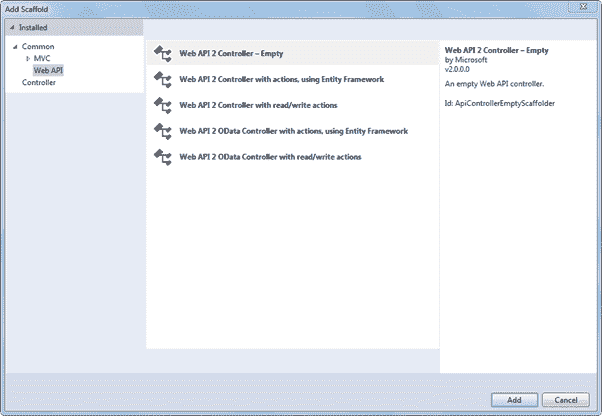 Add Scaffold
Installed
Common
MVC
Web API
Controller
Web API 2 Controller – Empty
Web API 2 Controller with actions, using Entity Framework
Web API 2 Controller with read/write actions
Web API 2 OData Controller with actions, using Entity Framework
Web API 2 OData Controller with read/write actions
Web API 2 Controller – Empty
by Microsoft
v2.0.0.0
An empty Web API controller.
Id: ApiControllerEmptyScaffolder
Add
Cancel